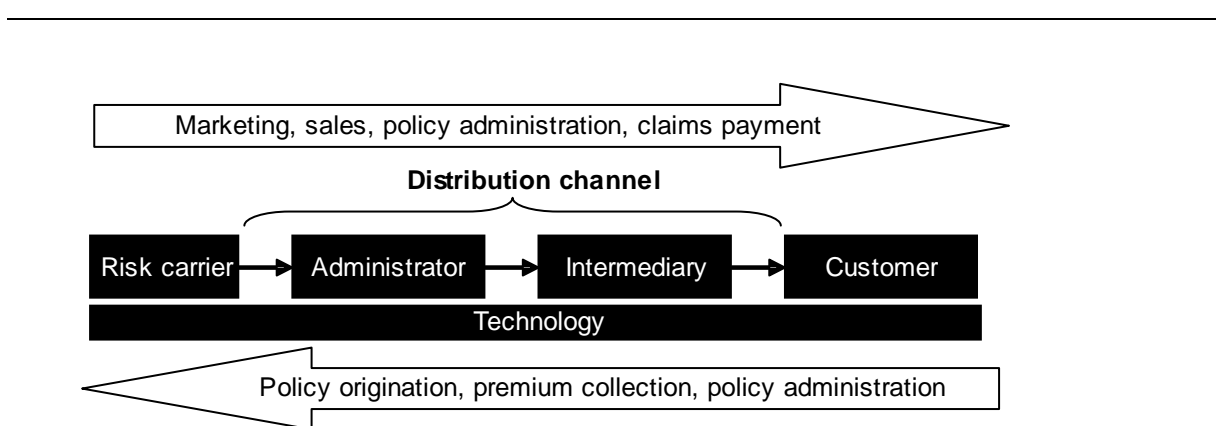 Marketing, sales, policy administration, claims payment
Distribution channel
Risk carrier
Administrator
Intermediary
Customer
Technology
Policy origination, premium collection, policy administration